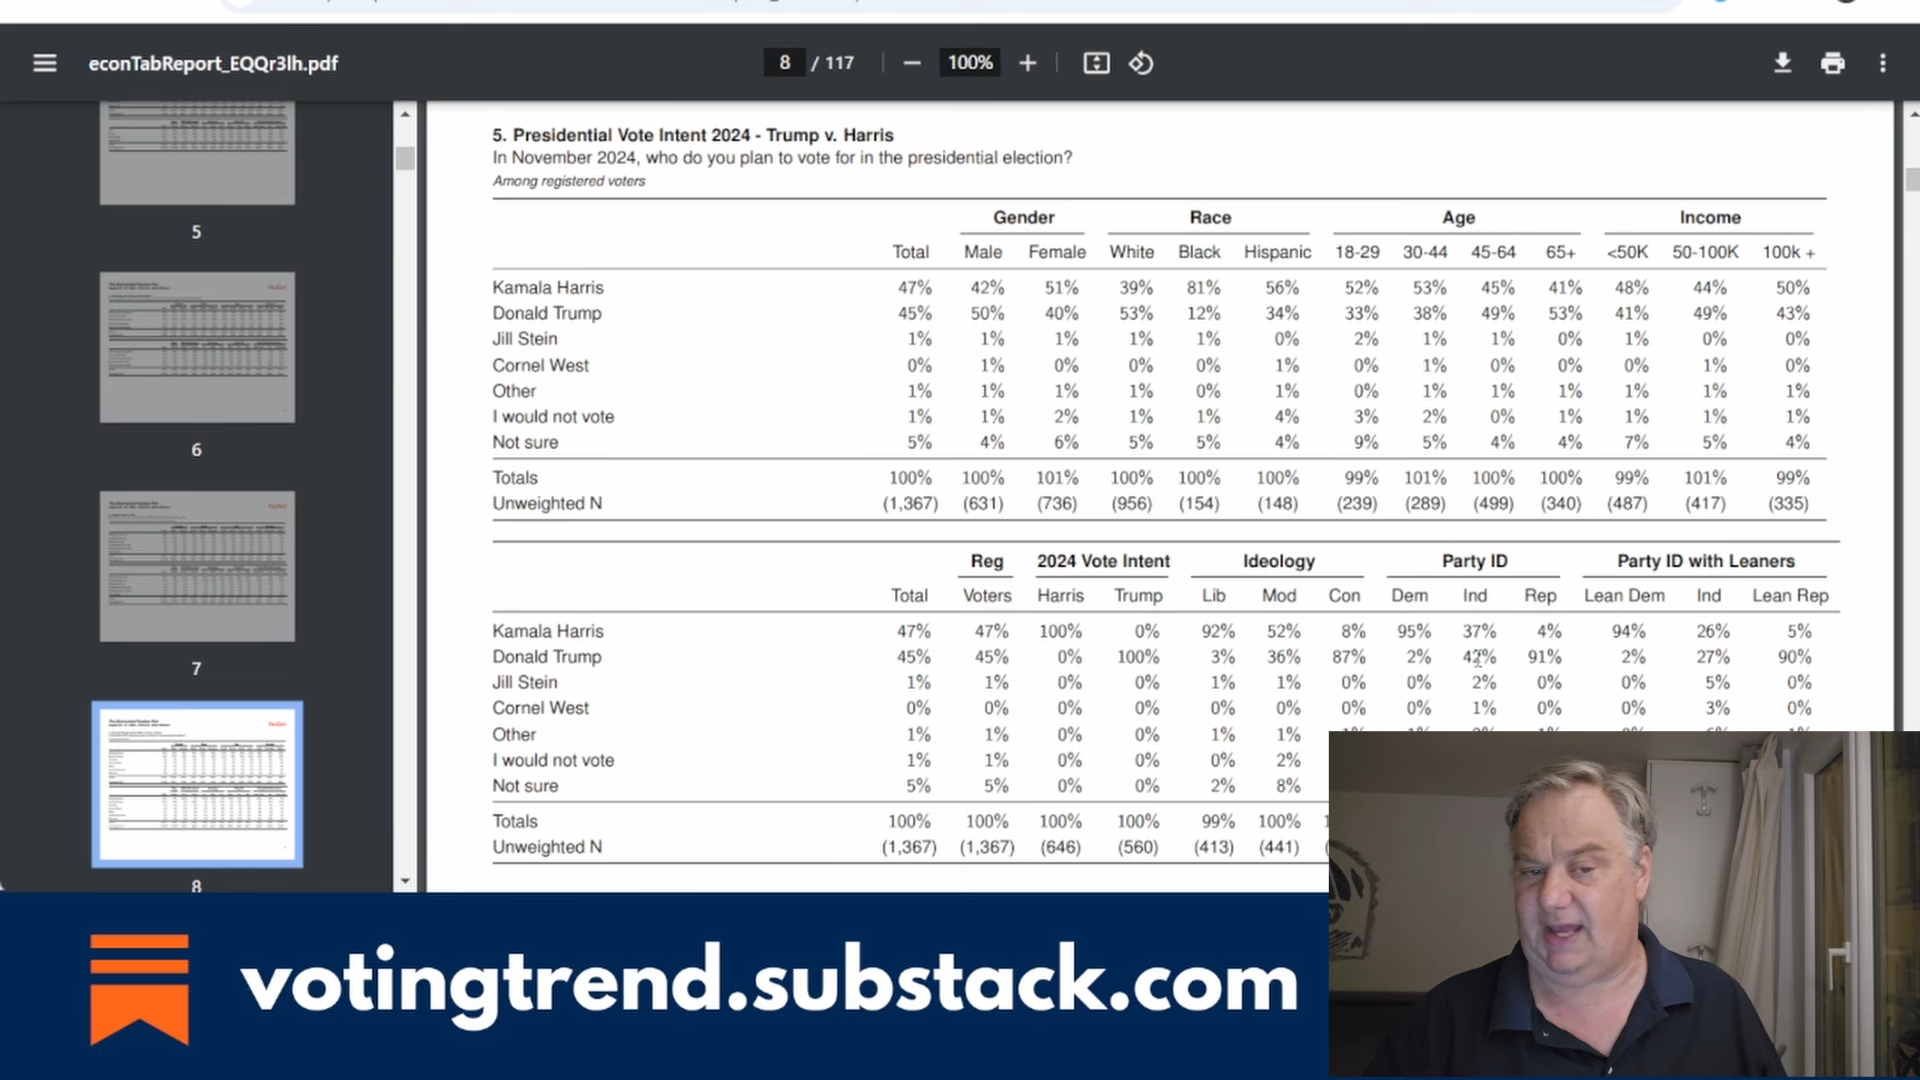 econTabReport_EQQr3lh.pdf
8 / 117
100%
5
6
7
8
5. Presidential Vote Intent 2024 - Trump v. Harris
In November 2024, who do you plan to vote for in the presidential election?
Among registered voters
Gender Race Age Income
Total Male Female White Black Hispanic 18-29 30-44 45-64 65+ <50K 50-100K 100k +
Kamala Harris 47% 42% 51% 39% 81% 56% 52% 53% 45% 41% 48% 44% 50%
Donald Trump 45% 50% 40% 53% 12% 34% 33% 38% 49% 53% 41% 49% 43%
Jill Stein 1% 1% 1% 1% 1% 0% 2% 1% 1% 0% 1% 0% 0%
Cornel West 0% 1% 0% 0% 0% 1% 0% 1% 0% 0% 0% 1% 0%
Other 1% 1% 1% 1% 0% 1% 0% 1% 1% 1% 1% 1% 1%
I would not vote 1% 1% 2% 1% 1% 4% 3% 2% 0% 1% 1% 1% 1%
Not sure 5% 4% 6% 5% 5% 4% 9% 5% 4% 4% 7% 5% 4%
Totals 100% 100% 101% 100% 100% 100% 99% 101% 100% 100% 99% 101% 99%
Unweighted N (1,367) (631) (736) (956) (154) (148) (239) (289) (499) (340) (487) (417) (335)
Reg 2024 Vote Intent Ideology Party ID Party ID with Leaners
Total Voters Harris Trump Lib Mod Con Dem Ind Rep Lean Dem Ind Lean Rep
Kamala Harris 47% 47% 100% 0% 92% 52% 8% 95% 37% 4% 94% 26% 5%
Donald Trump 45% 45% 0% 100% 3% 36% 87% 2% 42% 91% 2% 27% 90%
Jill Stein 1% 1% 0% 0% 1% 1% 0% 0% 2% 0% 0% 5% 0%
Cornel West 0% 0% 0% 0% 0% 0% 0% 0% 1% 0% 0% 3% 0%
Other 1% 1% 0% 0% 1% 1%
I would not vote 1% 1% 0% 0% 0% 2%
Not sure 5% 5% 0% 0% 2% 8%
Totals 100% 100% 100% 100% 99% 100%
Unweighted N (1,367) (1,367) (646) (560) (413) (441)
votingtrend.substack.com